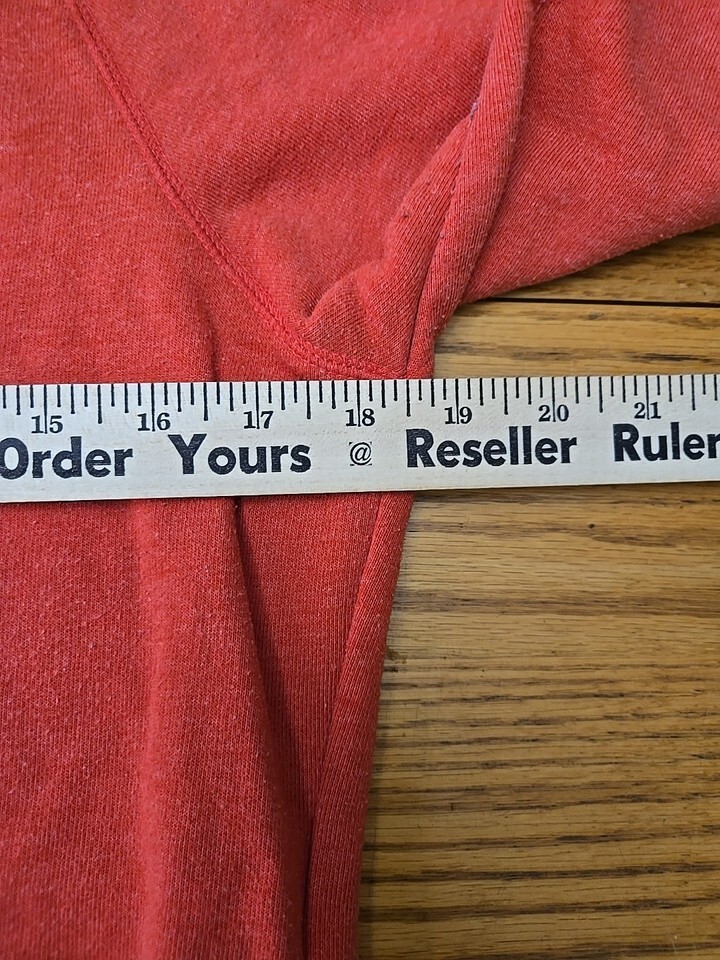 15 16 17 18 19 20 21
Order Yours @ Reseller Ruler